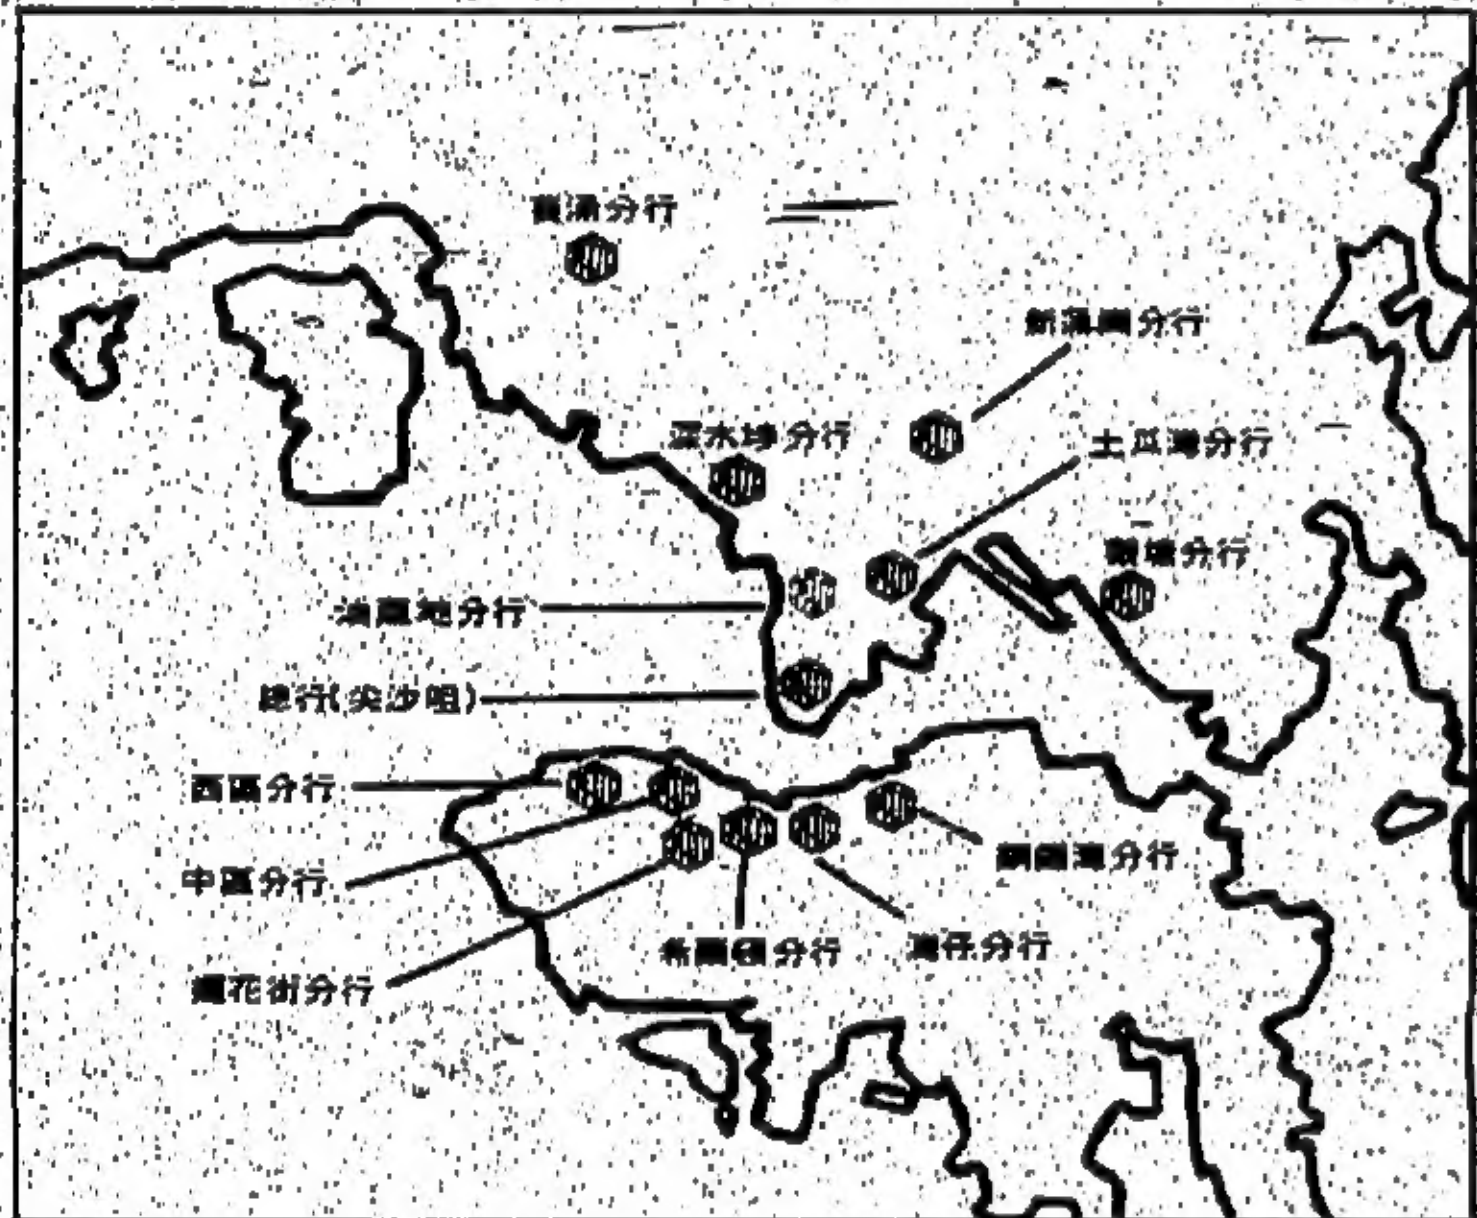 葵涌分行
新蒲崗分行
深水埗分行
土瓜灣分行
觀塘分行
油蔴地分行
總行(尖沙咀)
西區分行
中區分行
銅鑼灣分行
希爾頓分行
灣仔分行
蘭花街分行